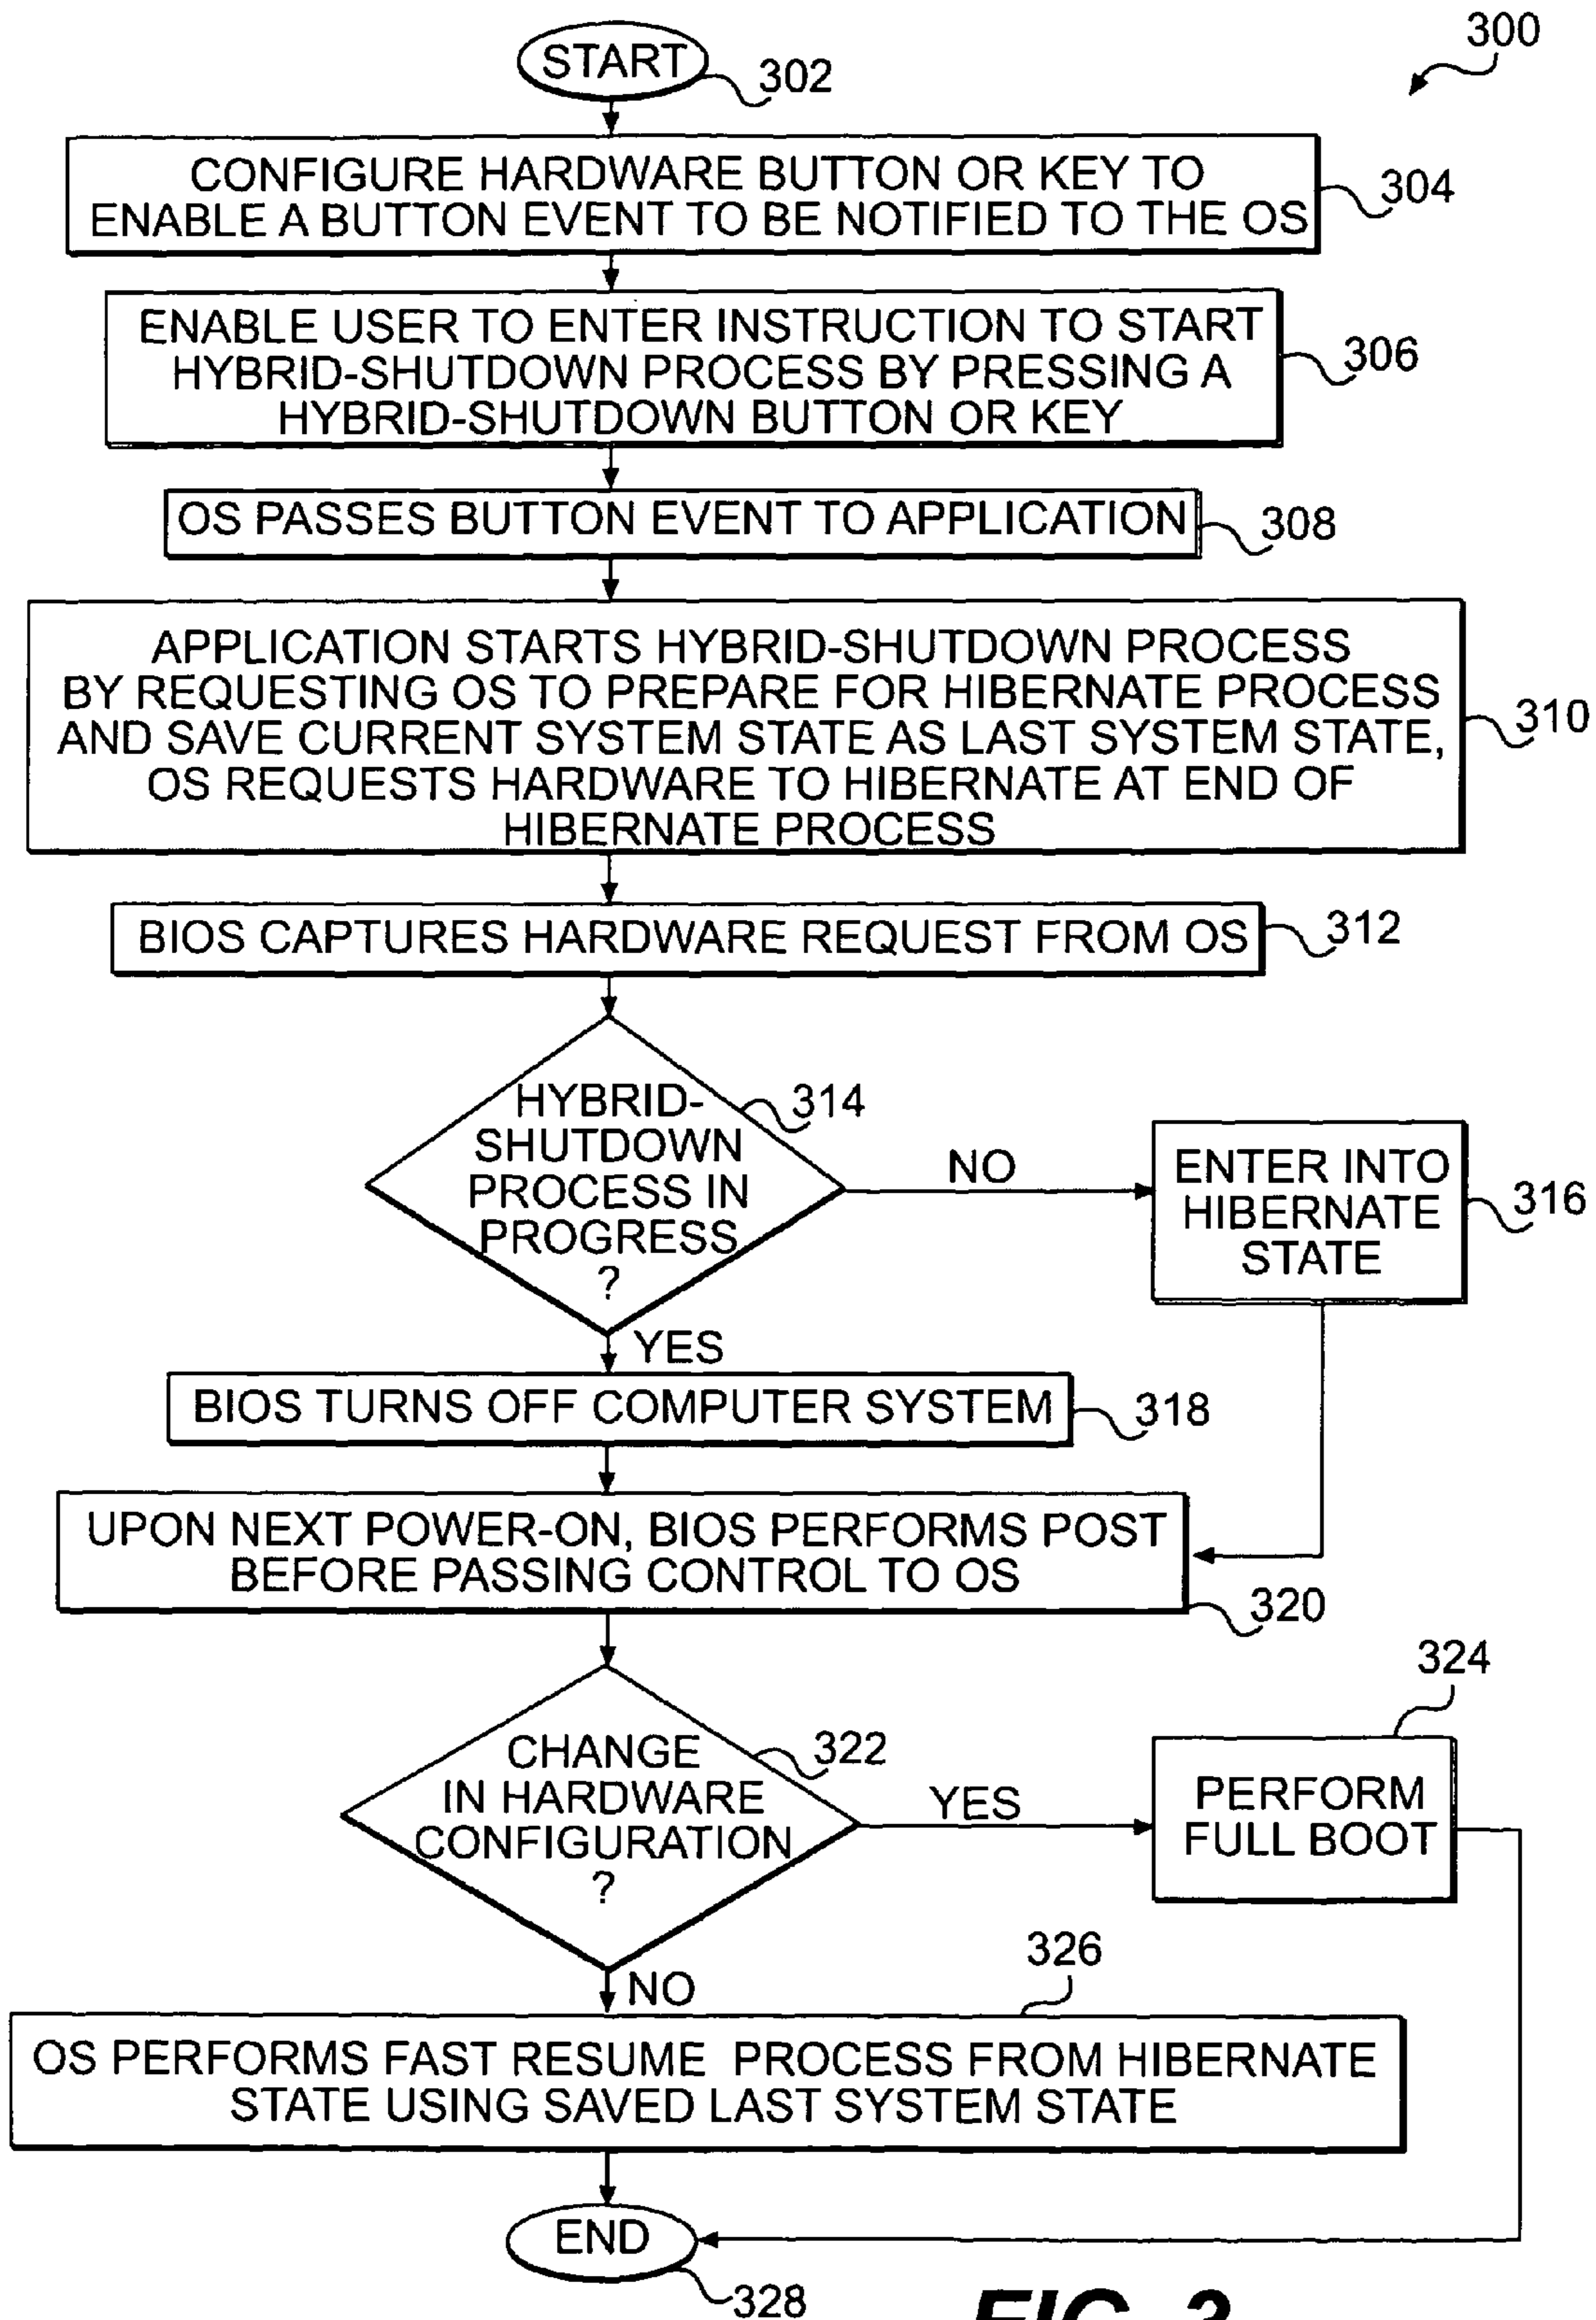 300
START
302
CONFIGURE HARDWARE BUTTON OR KEY TO
ENABLE A BUTTON EVENT TO BE NOTIFIED TO THE OS
304
ENABLE USER TO ENTER INSTRUCTION TO START
HYBRID-SHUTDOWN PROCESS BY PRESSING A
HYBRID-SHUTDOWN BUTTON OR KEY
306
OS PASSES BUTTON EVENT TO APPLICATION
308
APPLICATION STARTS HYBRID-SHUTDOWN PROCESS
BY REQUESTING OS TO PREPARE FOR HIBERNATE PROCESS
AND SAVE CURRENT SYSTEM STATE AS LAST SYSTEM STATE,
OS REQUESTS HARDWARE TO HIBERNATE AT END OF
HIBERNATE PROCESS
310
BIOS CAPTURES HARDWARE REQUEST FROM OS
312
HYBRID-
SHUTDOWN
PROCESS IN
PROGRESS
?
314
NO
ENTER INTO
HIBERNATE
STATE
316
YES
BIOS TURNS OFF COMPUTER SYSTEM
318
UPON NEXT POWER-ON, BIOS PERFORMS POST
BEFORE PASSING CONTROL TO OS
320
CHANGE
IN HARDWARE
CONFIGURATION
?
322
YES
324
PERFORM
FULL BOOT
NO
326
OS PERFORMS FAST RESUME PROCESS FROM HIBERNATE
STATE USING SAVED LAST SYSTEM STATE
END
328
FIG. 3